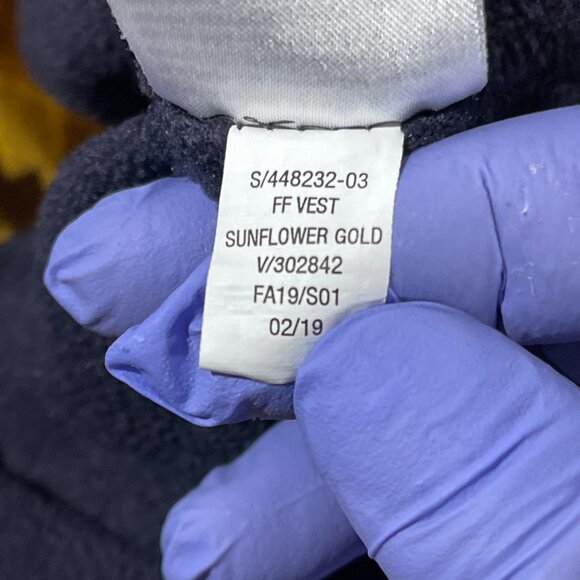 S/448232-03
FF VEST
SUNFLOWER GOLD
V/302842
FA19/S01
02/19